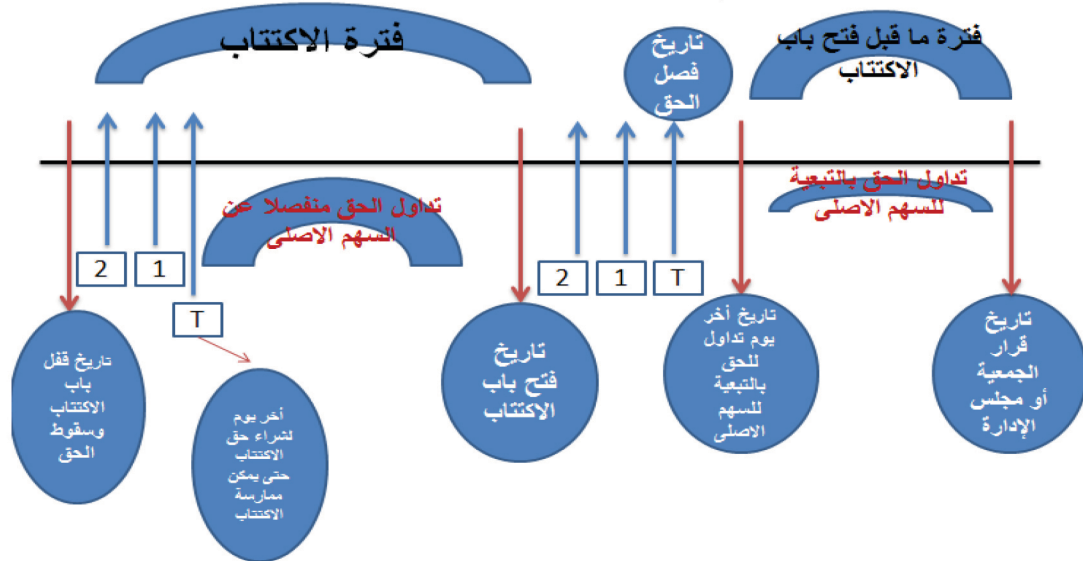 فترة ما قبل فتح باب
الاكتتاب
تاريخ
فصل
الحق
فترة الاكتتاب
تداول الحق بالتبعية
للسهم الاصلى
تداول الحق منفصلا عن
السهم الاصلى
T
1
2
1
2
T
تاريخ
قرار
الجمعية
أو مجلس
الإدارة
تاريخ أخر
يوم تداول
للحق
بالتبعية
للسهم
الاصلى
تاريخ
فتح باب
الاكتتاب
أخر يوم
لشراء حق
الاكتتاب
حتى يمكن
ممارسة
الاكتتاب
تاريخ قفل
باب
الاكتتاب
وسقوط
الحق